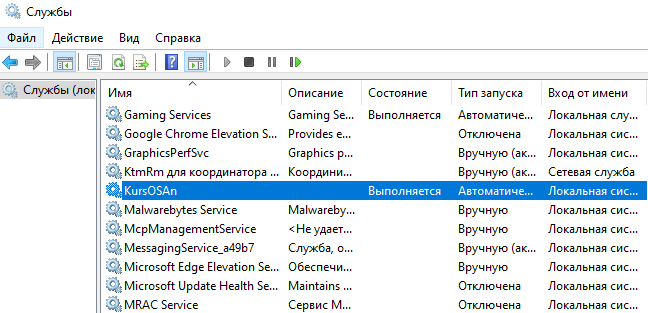 Службы
Файл Действие Вид Справка
Службы (лок
Имя Описание Состояние Тип запуска Вход от имени
Gaming Services Gaming Se... Выполняется Автоматиче... Локальная слу...
Google Chrome Elevation S... Provides e... Отключена Локальная сис...
GraphicsPerfSvc Graphics p... Вручную (ак... Локальная сис...
KtmRm для координатора ... Координи... Вручную (ак... Сетевая служба
KursOSAn Выполняется Автоматиче... Локальная сис...
Malwarebytes Service Malwareby... Вручную Локальная сис...
McpManagementService <Не удает... Вручную Локальная сис...
MessagingService_a49b7 Служба, о... Вручную (ак... Локальная сис...
Microsoft Edge Elevation Se... Обеспечи... Вручную Локальная сис...
Microsoft Update Health Se... Maintains ... Отключена Локальная сис...
MRAC Service Сервис M... Отключена Локальная сис...